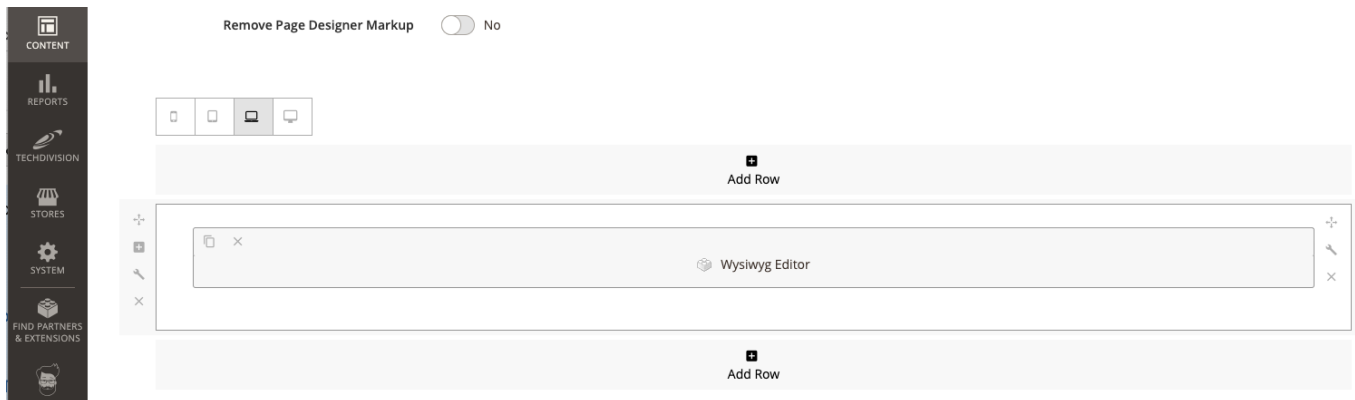 Remove Page Designer Markup No
CONTENT
REPORTS
TECHDIVISION
STORES
SYSTEM
FIND PARTNERS
& EXTENSIONS
Add Row
Wysiwyg Editor
Add Row